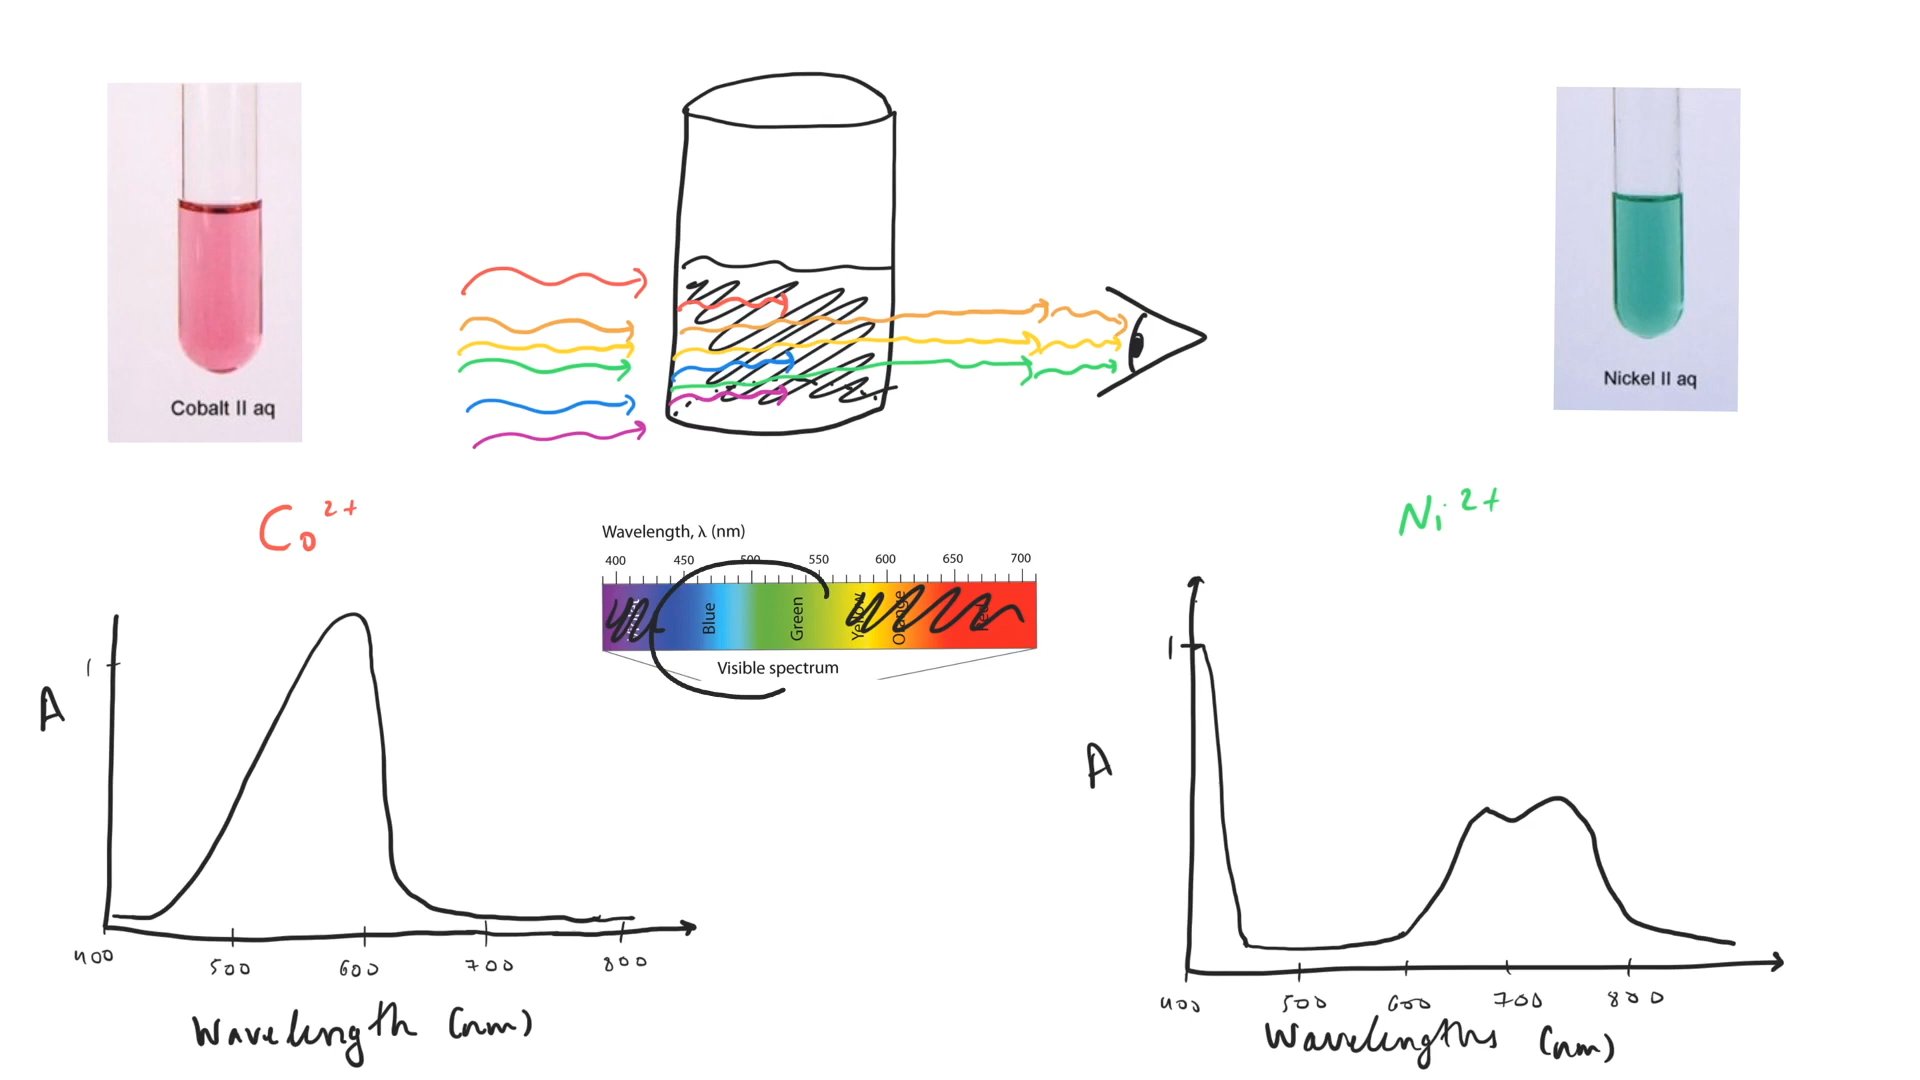 Cobalt II aq
Nickel II aq
Co 2+
Ni 2+
Wavelength, λ (nm)
400 450 500 550 600 650 700
Violet Blue Green Yellow Orange Red
Visible spectrum
1
A
400 500 600 700 800
Wavelength (nm)
1
A
400 500 600 700 800
Wavelengths (nm)